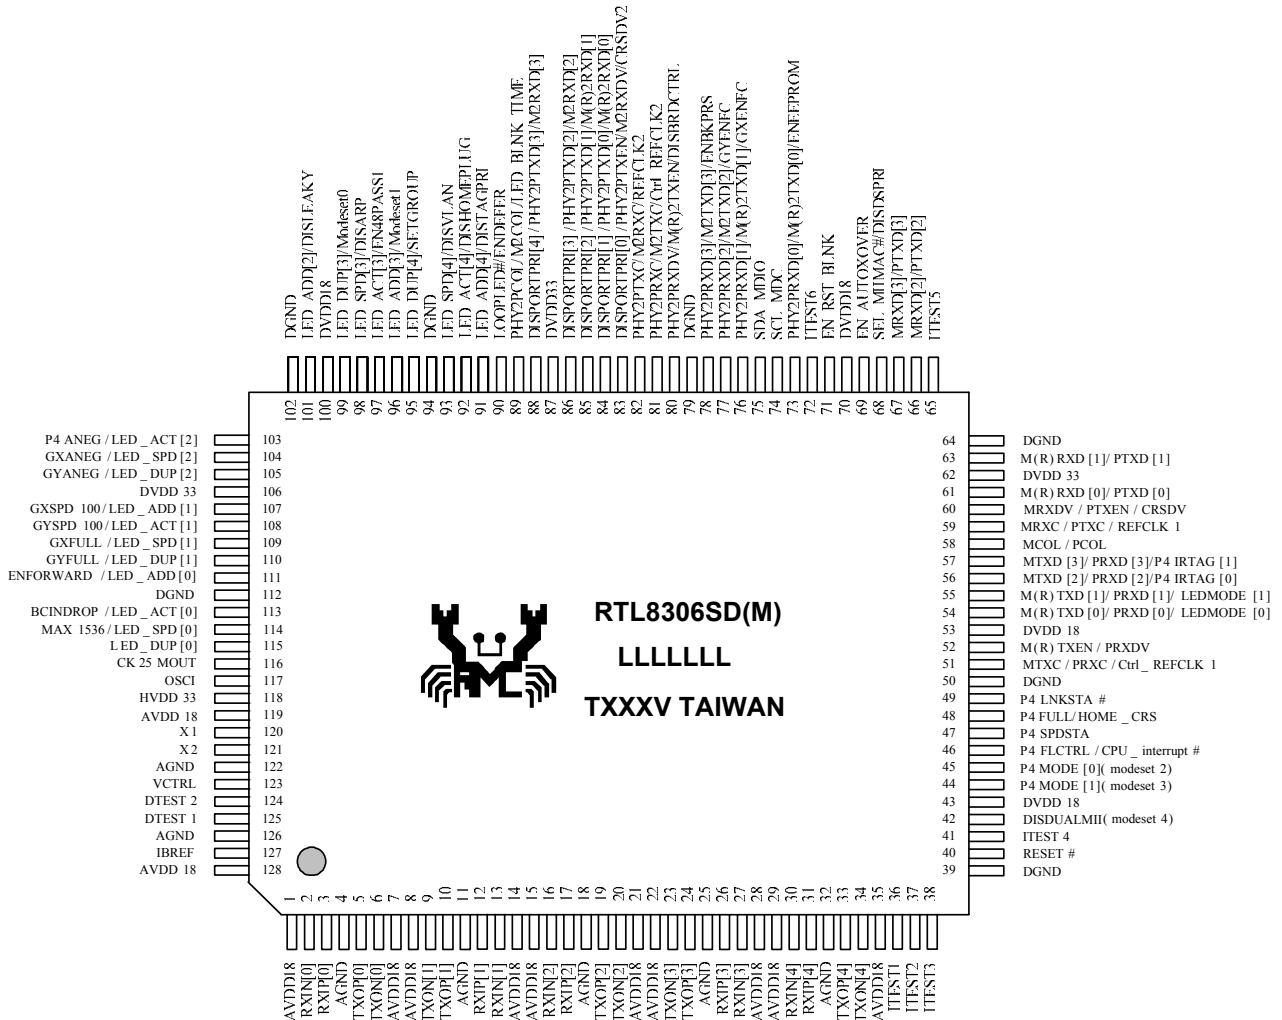 DGND
LED_ADD[2]/DISLEAKY
DVDD18
LED_DUP[3]/Modeset0
LED_SPD[3]/DISARP
LED_ACT[3]/EN48PASS1
LED_ADD[3]/Modeset1
LED_DUP[4]/SETGROUP
DGND
LED_SPD[4]/DISVLAN
LED_ACT[4]/DISHOMEPLUG
LED_ADD[4]/DISTAGPRI
LOOPLED#/ENDEFER
PHY2PCOL/M2COL/LED_BLNK_TIME
DISPORTPRI[4] / PHY2PTXD[3]/M2RXD[3]
DVDD33
DISPORTPRI[3] / PHY2PTXD[2]/M2RXD[2]
DISPORTPRI[2] / PHY2PTXD[1]/M(R)2RXD[1]
DISPORTPRI[1] / PHY2PTXD[0]/M(R)2RXD[0]
DISPORTPRI[0] / PHY2PTXEN/M2RXDV/CRSDV2
PHY2PTXC/M2RXC/REFCLK2
PHY2PRXC/M2TXC/Ctrl_REFCLK2
PHY2PRXDV/M(R)2TXEN/DISBRDCTRL
DGND
PHY2PRXD[3]/M2TXD[3]/ENBKPRS
PHY2PRXD[2]/M2TXD[2]/GYENFC
PHY2PRXD[1]/M(R)2TXD[1]/GXENFC
SDA_MDIO
SCL_MDC
PHY2PRXD[0]/M(R)2TXD[0]/ENEEPROM
ITEST6
EN_RST_BLNK
DVDD18
EN_AUTOXOVER
SEL_MIIMAC#/DISDSPRI
MRXD[3]/PTXD[3]
MRXD[2]/PTXD[2]
ITEST5
102 101 100 99 98 97 96 95 94 93 92 91 90 89 88 87 86 85 84 83 82 81 80 79 78 77 76 75 74 73 72 71 70 69 68 67 66 65
P4 ANEG / LED _ ACT [2] 103
GXANEG / LED _ SPD [2] 104
GYANEG / LED _ DUP [2] 105
DVDD 33 106
GXSPD 100 / LED _ ADD [1] 107
GYSPD 100 / LED _ ACT [1] 108
GXFULL / LED _ SPD [1] 109
GYFULL / LED _ DUP [1] 110
ENFORWARD / LED _ ADD [0] 111
DGND 112
BCINDROP / LED _ ACT [0] 113
MAX 1536 / LED _ SPD [0] 114
LED _ DUP [0] 115
CK 25 MOUT 116
OSCI 117
HVDD 33 118
AVDD 18 119
X 1 120
X 2 121
AGND 122
VCTRL 123
DTEST 2 124
DTEST 1 125
AGND 126
IBREF 127
AVDD 18 128
RTL8306SD(M)
LLLLLLL
TXXXV TAIWAN
64 DGND
63 M (R) RXD [1] / PTXD [1]
62 DVDD 33
61 M (R) RXD [0] / PTXD [0]
60 MRXDV / PTXEN / CRSDV
59 MRXC / PTXC / REFCLK 1
58 MCOL / PCOL
57 MTXD [3] / PRXD [3] / P4 IRTAG [1]
56 MTXD [2] / PRXD [2] / P4 IRTAG [0]
55 M (R) TXD [1] / PRXD [1] / LEDMODE [1]
54 M (R) TXD [0] / PRXD [0] / LEDMODE [0]
53 DVDD 18
52 M (R) TXEN / PRXDV
51 MTXC / PRXC / Ctrl _ REFCLK 1
50 DGND
49 P4 LNKSTA #
48 P4 FULL / HOME _ CRS
47 P4 SPDSTA
46 P4 FLCTRL / CPU _ interrupt #
45 P4 MODE [0] ( modeset 2)
44 P4 MODE [1] ( modeset 3)
43 DVDD 18
42 DISDUALMII ( modeset 4)
41 ITEST 4
40 RESET #
39 DGND
1 2 3 4 5 6 7 8 9 10 11 12 13 14 15 16 17 18 19 20 21 22 23 24 25 26 27 28 29 30 31 32 33 34 35 36 37 38
AVDD18
RXIN[0]
RXIP[0]
AGND
TXOP[0]
TXON[0]
AVDD18
AVDD18
TXON[1]
TXOP[1]
AGND
RXIP[1]
RXIN[1]
AVDD18
AVDD18
RXIN[2]
RXIP[2]
AGND
TXOP[2]
TXON[2]
AVDD18
AVDD18
TXON[3]
TXOP[3]
AGND
RXIP[3]
RXIN[3]
AVDD18
AVDD18
RXIN[4]
RXIP[4]
AGND
TXOP[4]
TXON[4]
AVDD18
ITEST1
ITEST2
ITEST3